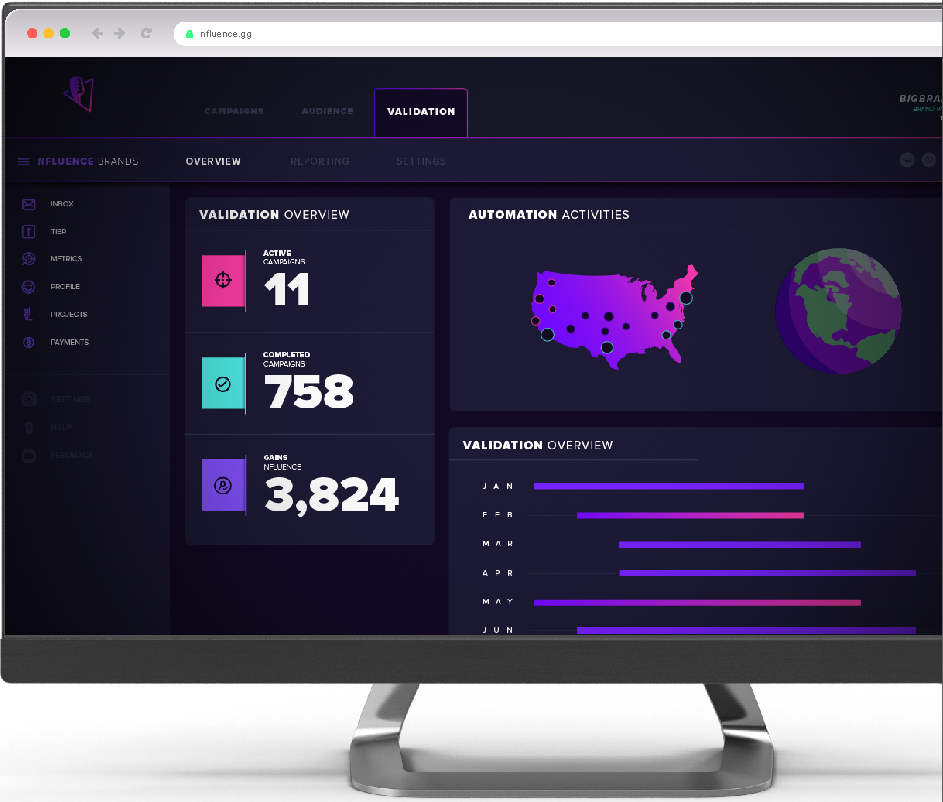 nfluence.gg
CAMPAIGNS
AUDIENCE
VALIDATION
BIGBRA
NFLUENCE BRANDS
OVERVIEW
REPORTING
SETTINGS
INBOX
TIER
METRICS
PROFILE
PROJECTS
PAYMENTS
SETTINGS
HELP
FEEDBACK
VALIDATION OVERVIEW
ACTIVE
CAMPAIGNS
11
COMPLETED
CAMPAIGNS
758
GAINS
NFLUENCE
3,824
AUTOMATION ACTIVITIES
VALIDATION OVERVIEW
JAN
FEB
MAR
APR
MAY
JUN